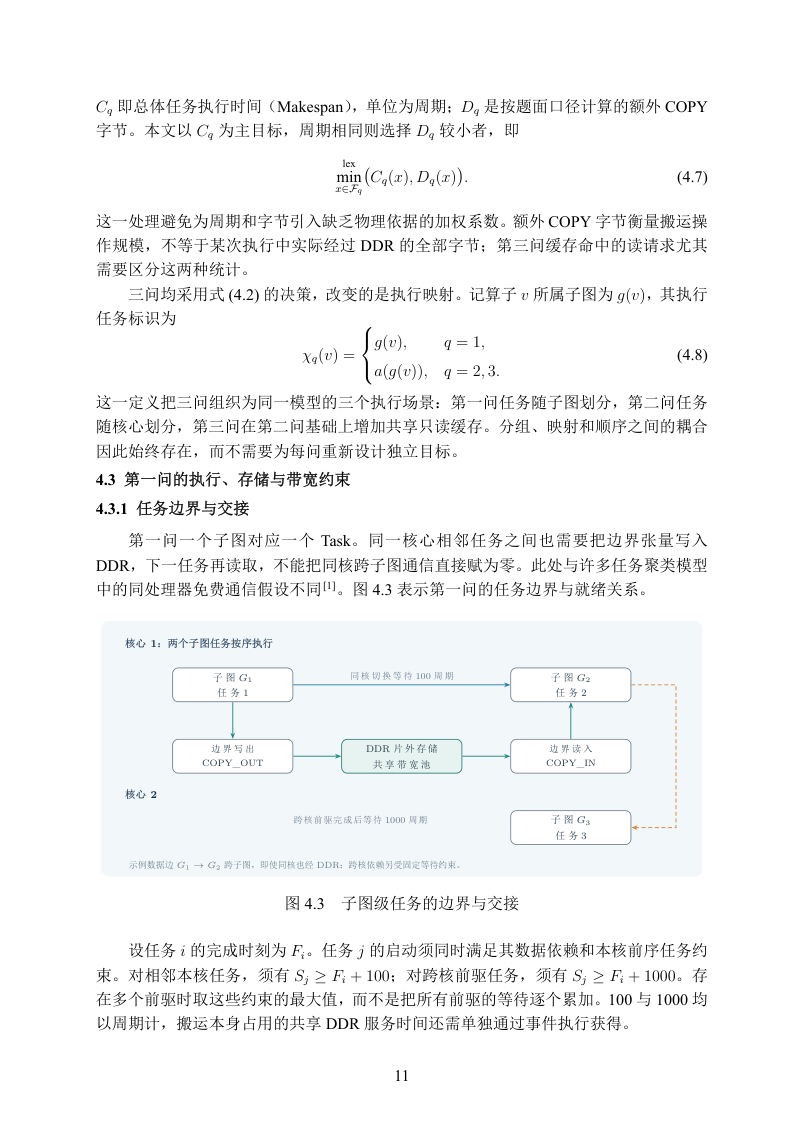 C_q 即总体任务执行时间（Makespan），单位为周期；D_q 是按题面口径计算的额外 COPY
字节。本文以 C_q 为主目标，周期相同则选择 D_q 较小者，即
lex min_{x∈F_q} (C_q(x), D_q(x)). (4.7)
这一处理避免为周期和字节引入缺乏物理依据的加权系数。额外 COPY 字节衡量搬运操
作规模，不等于某次执行中实际经过 DDR 的全部字节；第三问缓存命中的读请求尤其
需要区分这两种统计。
三问均采用式 (4.2) 的决策，改变的是执行映射。记算子 v 所属子图为 g(v)，其执行
任务标识为
χ_q(v) = { g(v), q = 1,
a(g(v)), q = 2, 3. (4.8)
这一定义把三问组织为同一模型的三个执行场景：第一问任务随子图划分，第二问任务
随核心划分，第三问在第二问基础上增加共享只读缓存。分组、映射和顺序之间的耦合
因此始终存在，而不需要为每问重新设计独立目标。
4.3 第一问的执行、存储与带宽约束
4.3.1 任务边界与交接
第一问一个子图对应一个 Task。同一核心相邻任务之间也需要把边界张量写入
DDR，下一任务再读取，不能把同核跨子图通信直接赋为零。此处与许多任务聚类模型
中的同处理器免费通信假设不同[1]。图 4.3 表示第一问的任务边界与就绪关系。
核心 1：两个子图任务按序执行
子图 G₁
任务 1
同核切换等待 100 周期
子图 G₂
任务 2
边界写出
COPY_OUT
DDR 片外存储
共享带宽池
边界读入
COPY_IN
核心 2
跨核前驱完成后等待 1000 周期
子图 G₃
任务 3
示例数据边 G₁ → G₂ 跨子图，即使同核也经 DDR；跨核依赖另受固定等待约束。
图 4.3 子图级任务的边界与交接
设任务 i 的完成时刻为 F_i。任务 j 的启动须同时满足其数据依赖和本核前序任务约
束。对相邻本核任务，须有 S_j ≥ F_i + 100；对跨核前驱任务，须有 S_j ≥ F_i + 1000。存
在多个前驱时取这些约束的最大值，而不是把所有前驱的等待逐个累加。100 与 1000 均
以周期计，搬运本身占用的共享 DDR 服务时间还需单独通过事件执行获得。
11